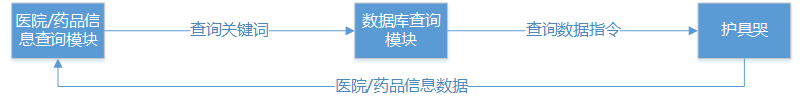 医院/药品信
息查询模块
查询关键词
数据库查询
模块
查询数据指令
护具哭
医院/药品信息数据